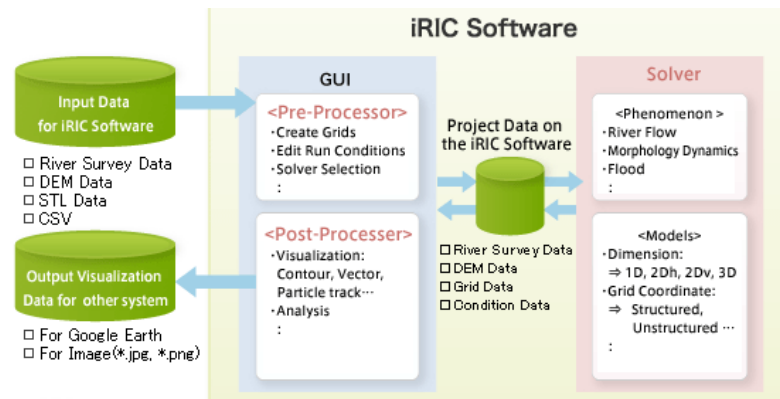 iRIC Software
Input Data
for iRIC Software
□ River Survey Data
□ DEM Data
□ STL Data
□ CSV
Output Visualization
Data for other system
□ For Google Earth
□ For Image(*.jpg, *.png)
GUI
<Pre-Processor>
·Create Grids
·Edit Run Conditions
·Solver Selection
:
<Post-Processer>
·Visualization:
Contour, Vector,
Particle track…
·Analysis
:
Project Data on
the iRIC Software
□ River Survey Data
□ DEM Data
□ Grid Data
□ Condition Data
Solver
<Phenomenon >
·River Flow
·Morphology Dynamics
·Flood
:
<Models>
·Dimension:
⇒ 1D, 2Dh, 2Dv, 3D
·Grid Coordinate:
⇒ Structured,
Unstructured …
: